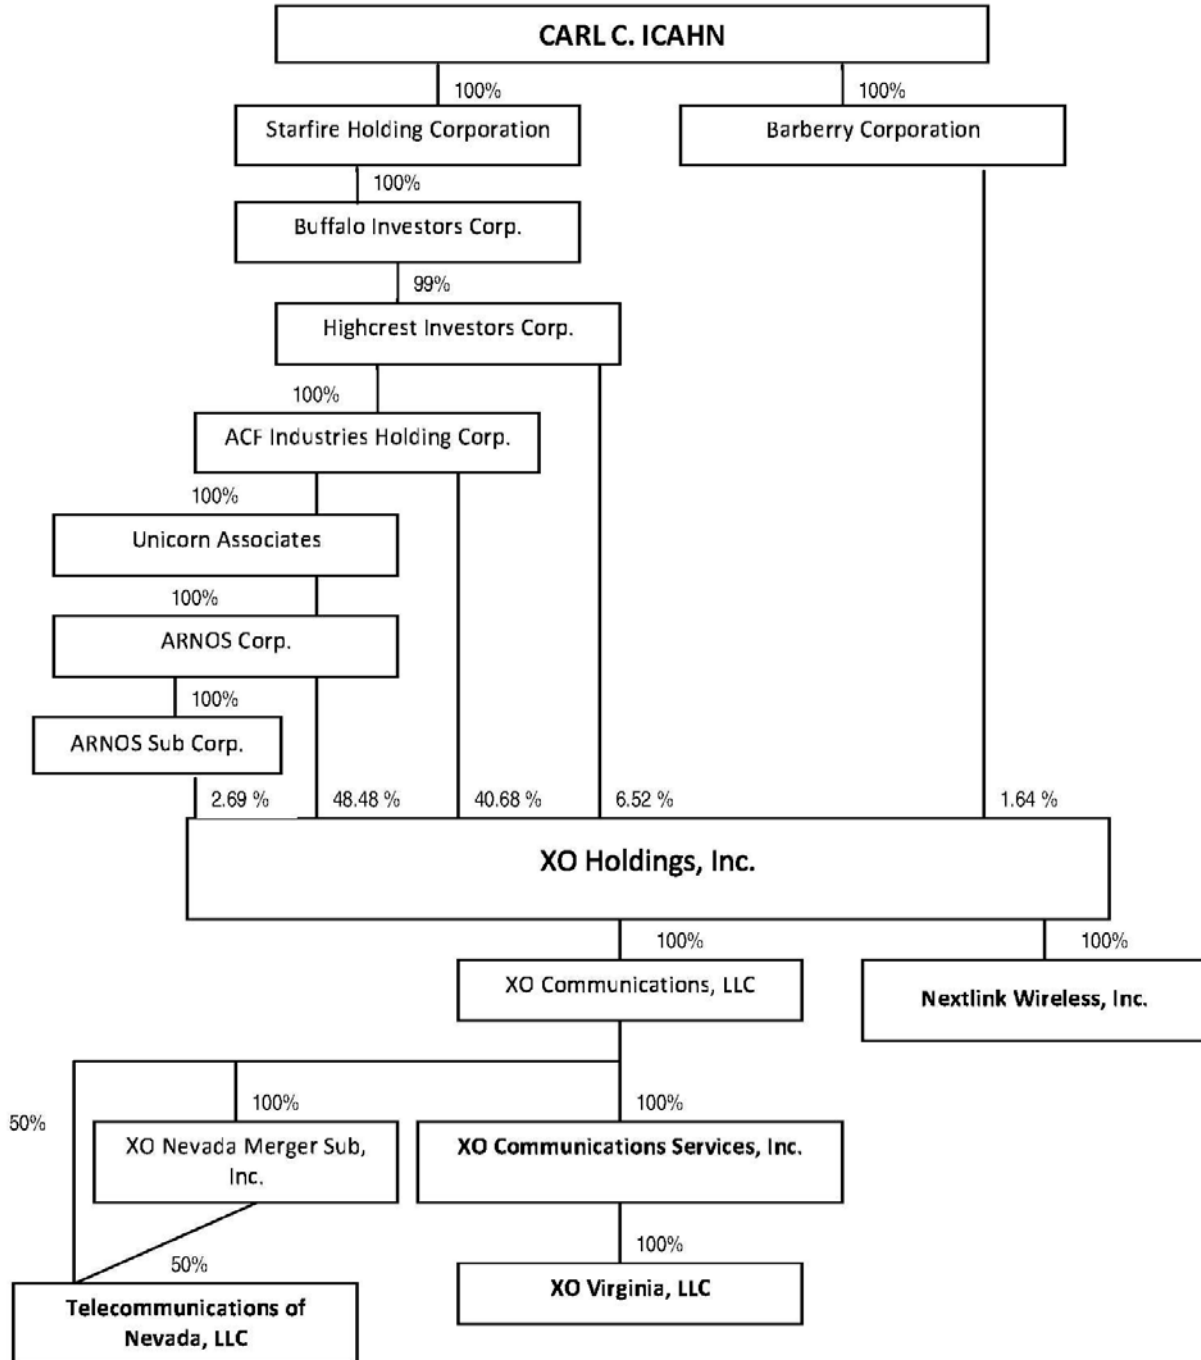 CARL C. ICAHN
100%
100%
Starfire Holding Corporation
Barberry Corporation
100%
Buffalo Investors Corp.
99%
Highcrest Investors Corp.
100%
ACF Industries Holding Corp.
100%
Unicorn Associates
100%
ARNOS Corp.
100%
ARNOS Sub Corp.
2.69 %
48.48 %
40.68 %
6.52 %
1.64 %
XO Holdings, Inc.
100%
100%
XO Communications, LLC
Nextlink Wireless, Inc.
50%
100%
100%
XO Nevada Merger Sub,
Inc.
XO Communications Services, Inc.
50%
100%
Telecommunications of
Nevada, LLC
XO Virginia, LLC